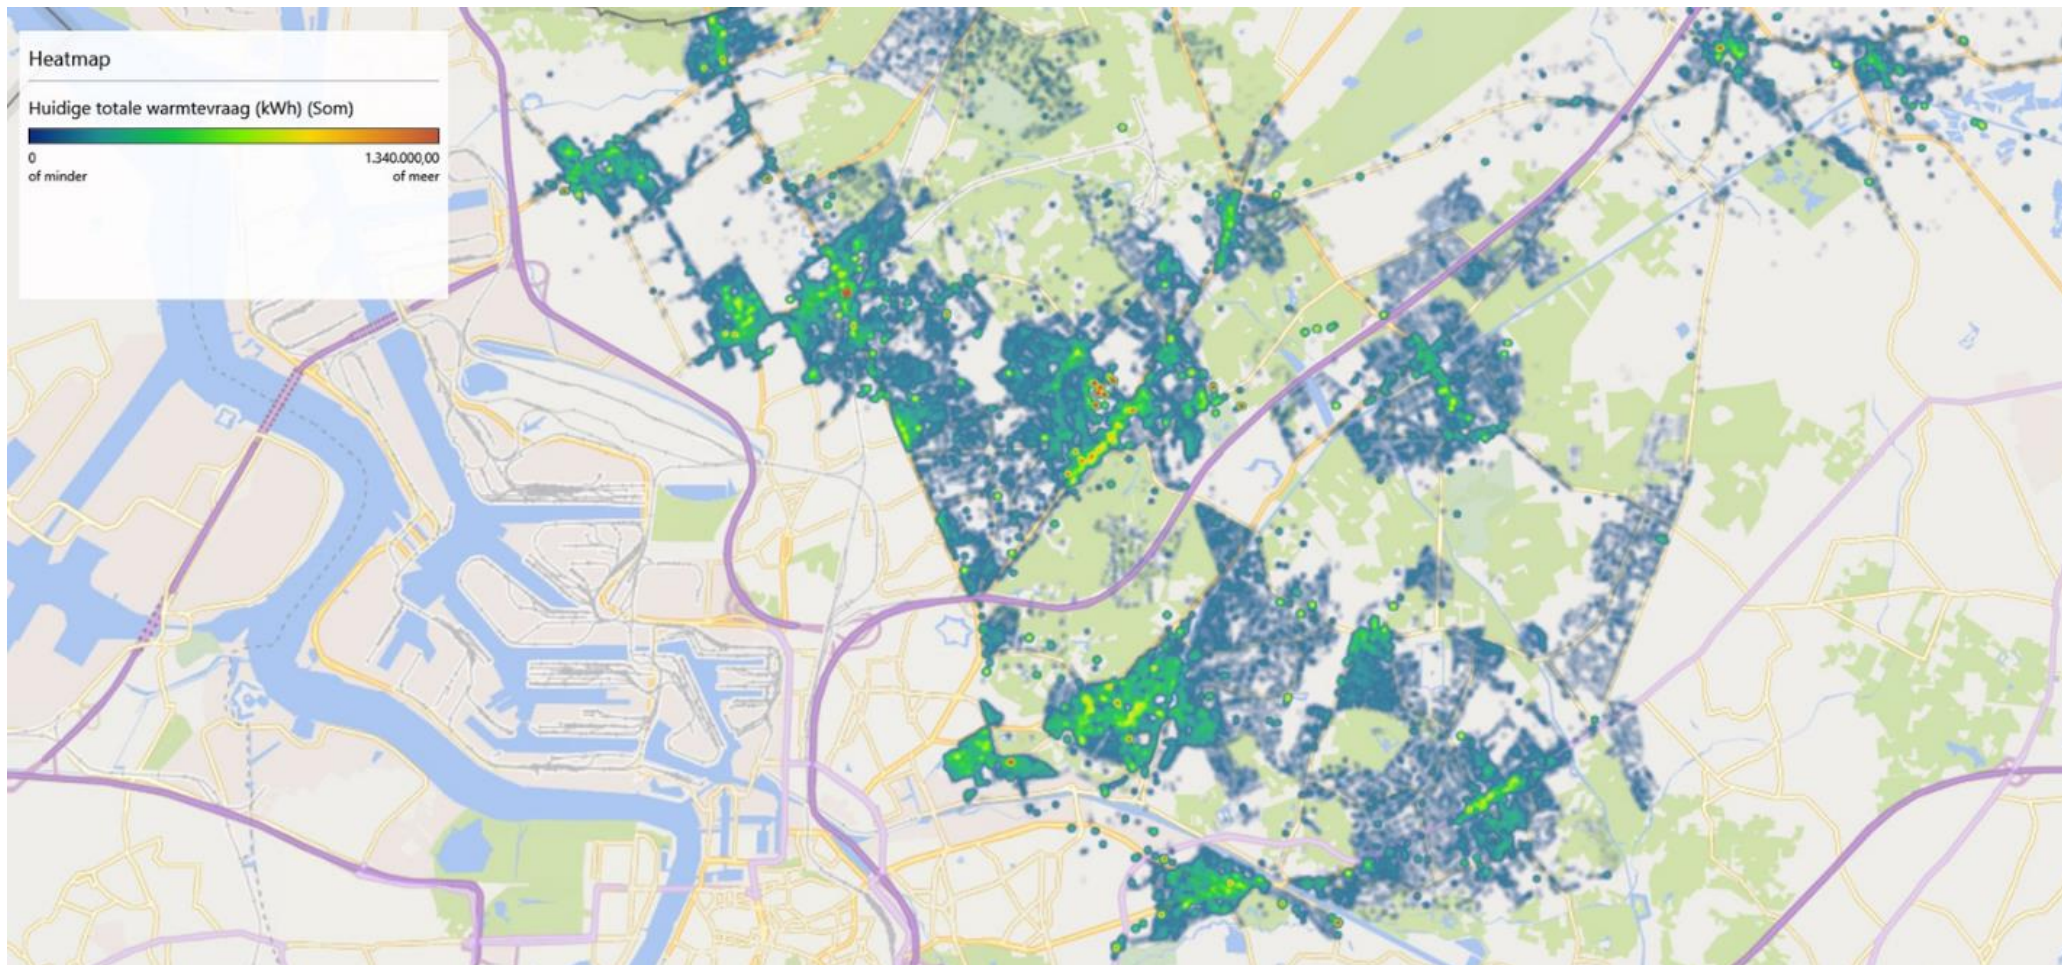 Heatmap
Huidige totale warmtevraag (kWh) (Som)
0 1.340.000,00
of minder of meer